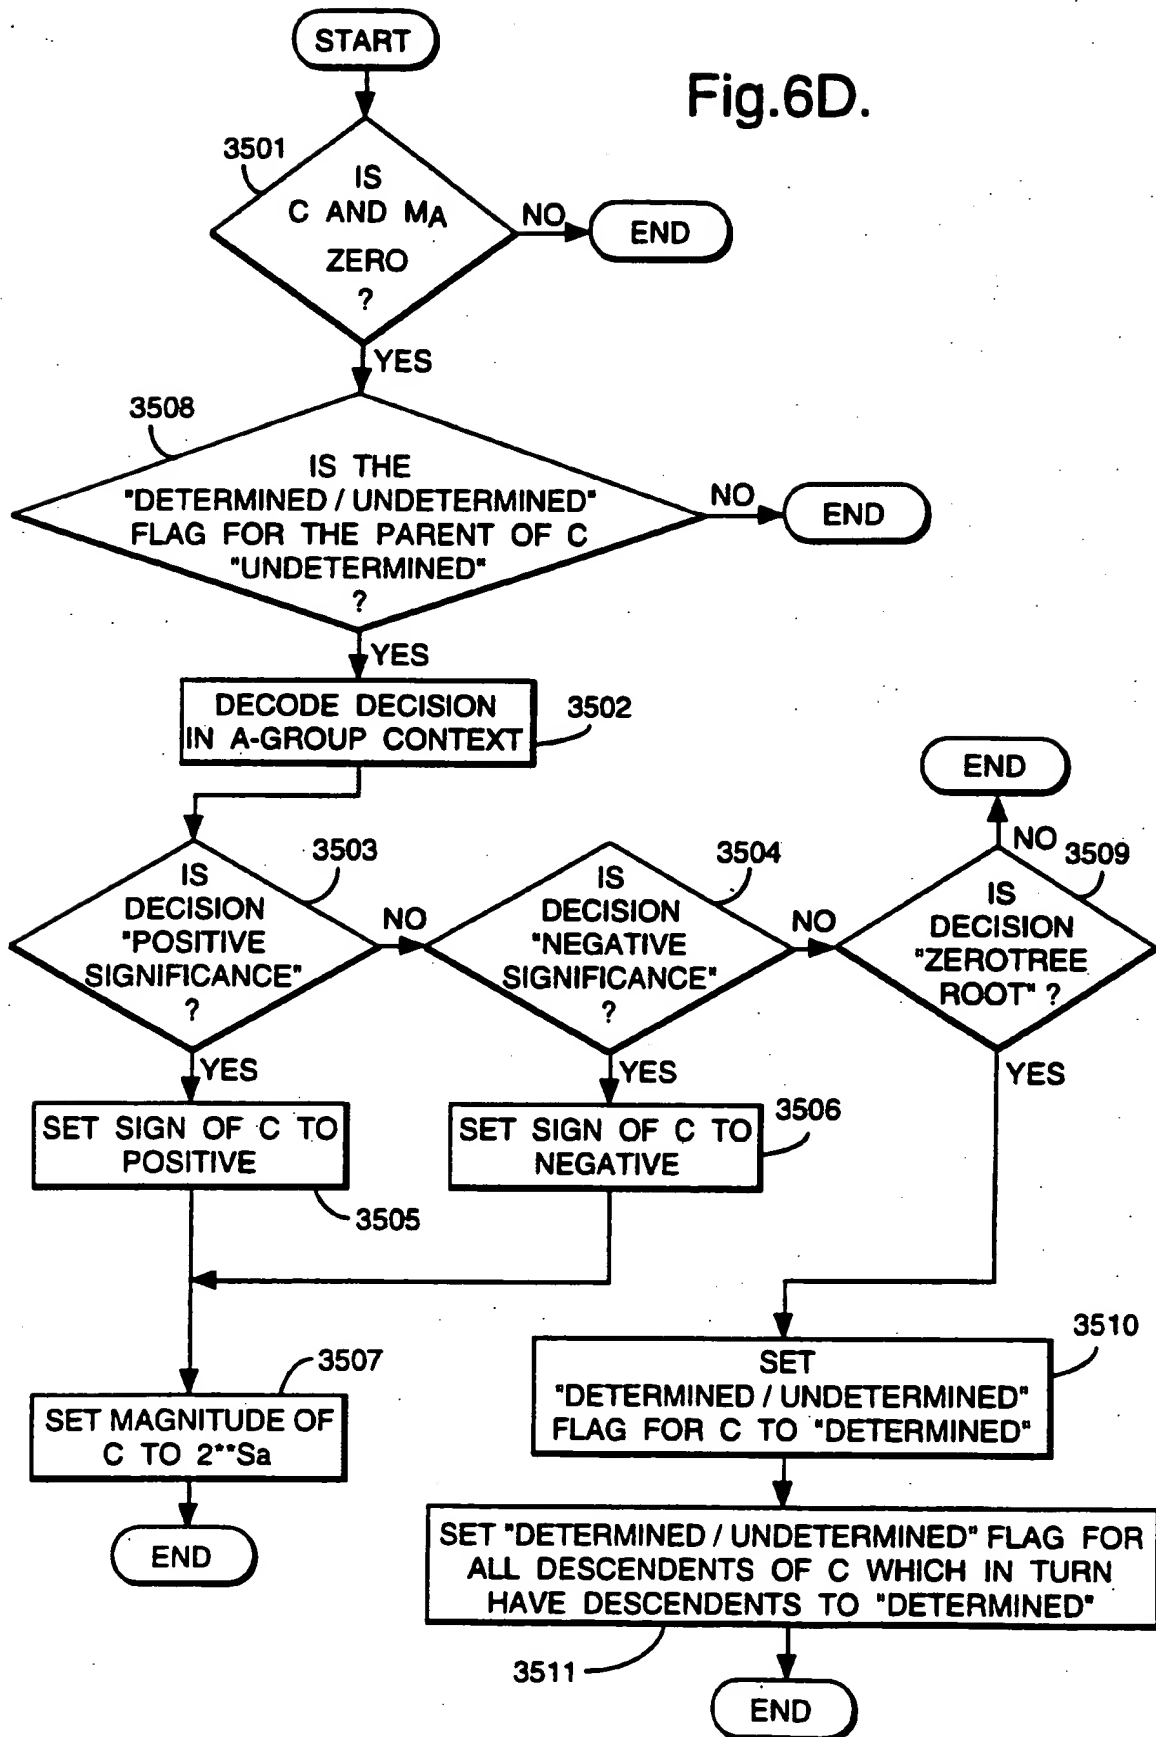 START
Fig.6D.
3501
IS
C AND MA
ZERO
?
NO
END
YES
3508
IS THE
"DETERMINED / UNDETERMINED"
FLAG FOR THE PARENT OF C
"UNDETERMINED"
?
NO
END
YES
DECODE DECISION
IN A-GROUP CONTEXT
3502
END
NO
3503
IS
DECISION
"POSITIVE
SIGNIFICANCE"
?
NO
3504
IS
DECISION
"NEGATIVE
SIGNIFICANCE"
?
NO
3509
IS
DECISION
"ZEROTREE
ROOT" ?
YES
YES
YES
SET SIGN OF C TO
POSITIVE
3505
SET SIGN OF C TO
NEGATIVE
3506
3507
SET MAGNITUDE OF
C TO 2**Sa
END
3510
SET
"DETERMINED / UNDETERMINED"
FLAG FOR C TO "DETERMINED"
SET "DETERMINED / UNDETERMINED" FLAG FOR
ALL DESCENDENTS OF C WHICH IN TURN
HAVE DESCENDENTS TO "DETERMINED"
3511
END